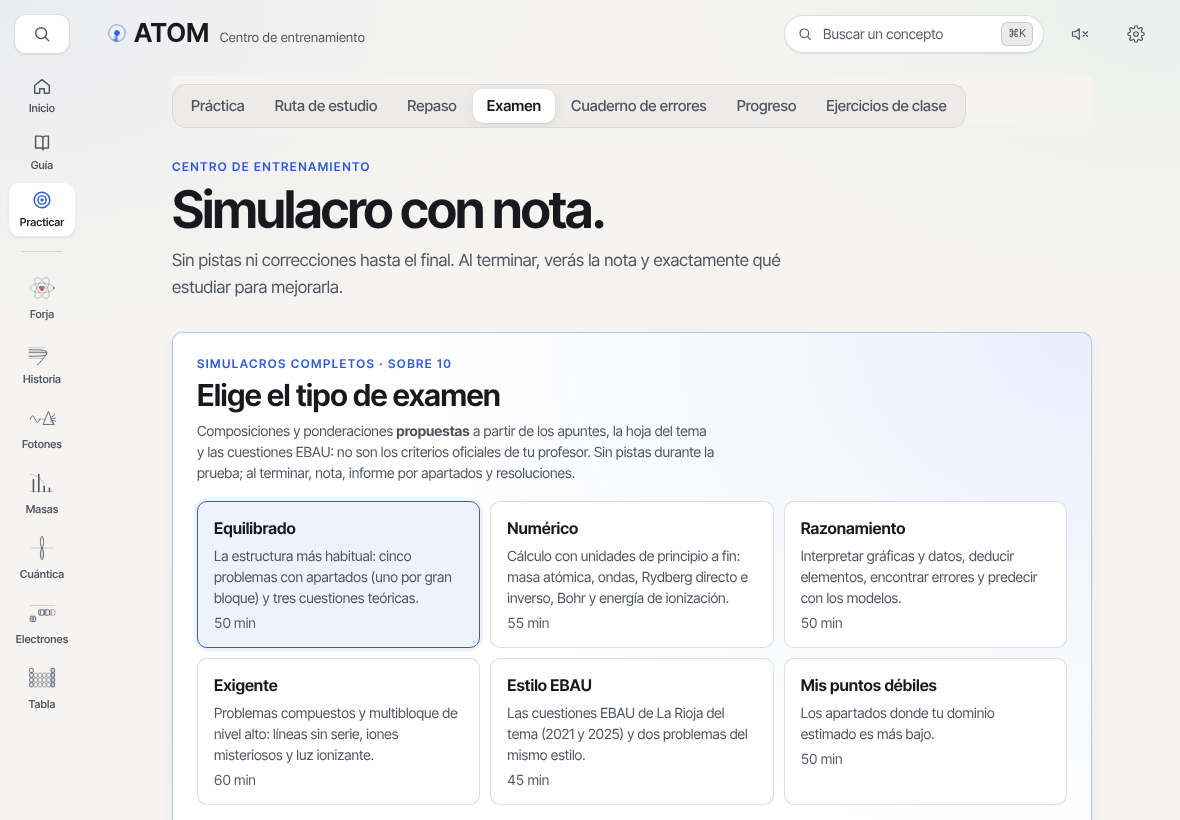 ATOM Centro de entrenamiento
Buscar un concepto ⌘K
Inicio
Guía
Practicar
Forja
Historia
Fotones
Masas
Cuántica
Electrones
Tabla
Práctica Ruta de estudio Repaso Examen Cuaderno de errores Progreso Ejercicios de clase
CENTRO DE ENTRENAMIENTO
Simulacro con nota.
Sin pistas ni correcciones hasta el final. Al terminar, verás la nota y exactamente qué
estudiar para mejorarla.
SIMULACROS COMPLETOS · SOBRE 10
Elige el tipo de examen
Composiciones y ponderaciones propuestas a partir de los apuntes, la hoja del tema
y las cuestiones EBAU: no son los criterios oficiales de tu profesor. Sin pistas durante la
prueba; al terminar, nota, informe por apartados y resoluciones.
Equilibrado
La estructura más habitual: cinco
problemas con apartados (uno por gran
bloque) y tres cuestiones teóricas.
50 min
Numérico
Cálculo con unidades de principio a fin:
masa atómica, ondas, Rydberg directo e
inverso, Bohr y energía de ionización.
55 min
Razonamiento
Interpretar gráficas y datos, deducir
elementos, encontrar errores y predecir
con los modelos.
50 min
Exigente
Problemas compuestos y multibloque de
nivel alto: líneas sin serie, iones
misteriosos y luz ionizante.
60 min
Estilo EBAU
Las cuestiones EBAU de La Rioja del
tema (2021 y 2025) y dos problemas del
mismo estilo.
45 min
Mis puntos débiles
Los apartados donde tu dominio
estimado es más bajo.
50 min